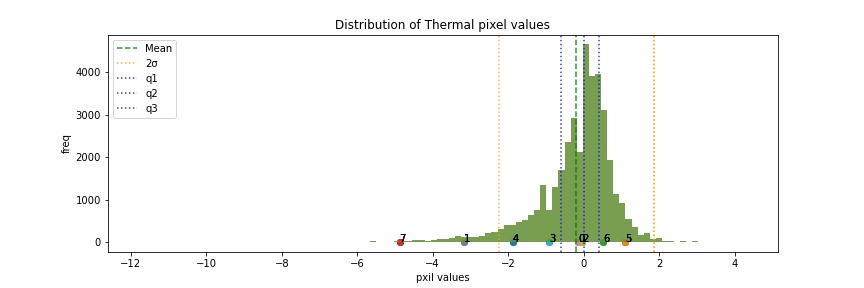 Distribution of Thermal pixel values
Mean
2σ
q1
q2
q3
freq
4000
3000
2000
1000
0
7 1 4 3 0 2 6 5
−12 −10 −8 −6 −4 −2 0 2 4
pxil values